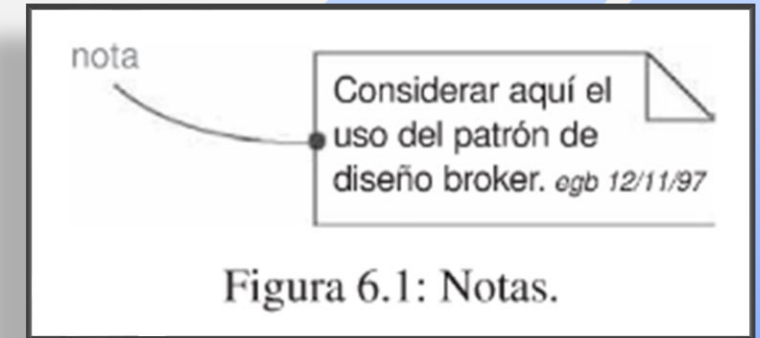 nota
Considerar aquí el
uso del patrón de
diseño broker. egb 12/11/97
Figura 6.1: Notas.